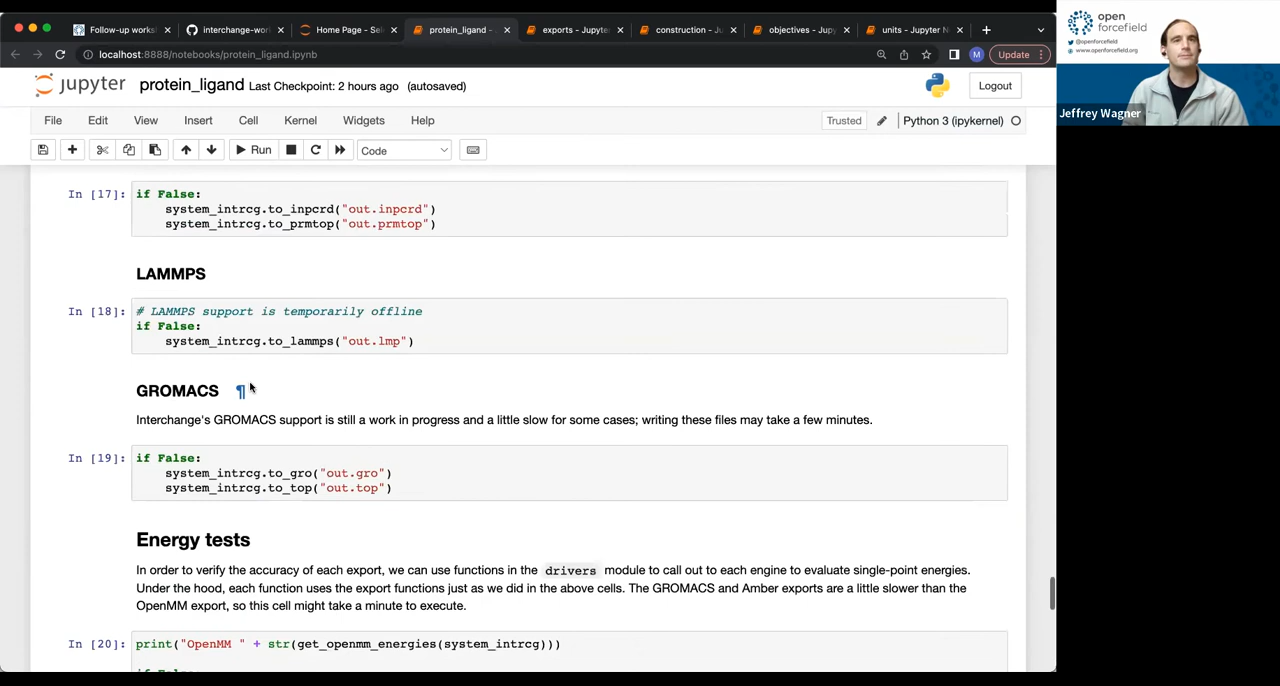 Follow-up works
interchange-wor
Home Page - Sele
protein_ligand -
exports - Jupyte
construction - Ju
objectives - Jupy
units - Jupyter N
localhost:8888/notebooks/protein_ligand.ipynb
M
Update
jupyter
protein_ligand Last Checkpoint: 2 hours ago (autosaved)
Logout
File Edit View Insert Cell Kernel Widgets Help
Trusted
Python 3 (ipykernel)
Run
Code
In [17]:
if False:
system_intrcg.to_inpcrd("out.inpcrd")
system_intrcg.to_prmtop("out.prmtop")
LAMMPS
In [18]:
# LAMMPS support is temporarily offline
if False:
system_intrcg.to_lammps("out.lmp")
GROMACS ¶
Interchange's GROMACS support is still a work in progress and a little slow for some cases; writing these files may take a few minutes.
In [19]:
if False:
system_intrcg.to_gro("out.gro")
system_intrcg.to_top("out.top")
Energy tests
In order to verify the accuracy of each export, we can use functions in the drivers module to call out to each engine to evaluate single-point energies.
Under the hood, each function uses the export functions just as we did in the above cells. The GROMACS and Amber exports are a little slower than the
OpenMM export, so this cell might take a minute to execute.
In [20]:
print("OpenMM " + str(get_openmm_energies(system_intrcg)))
open
forcefield
@openforcefield
www.openforcefield.org
Jeffrey Wagner